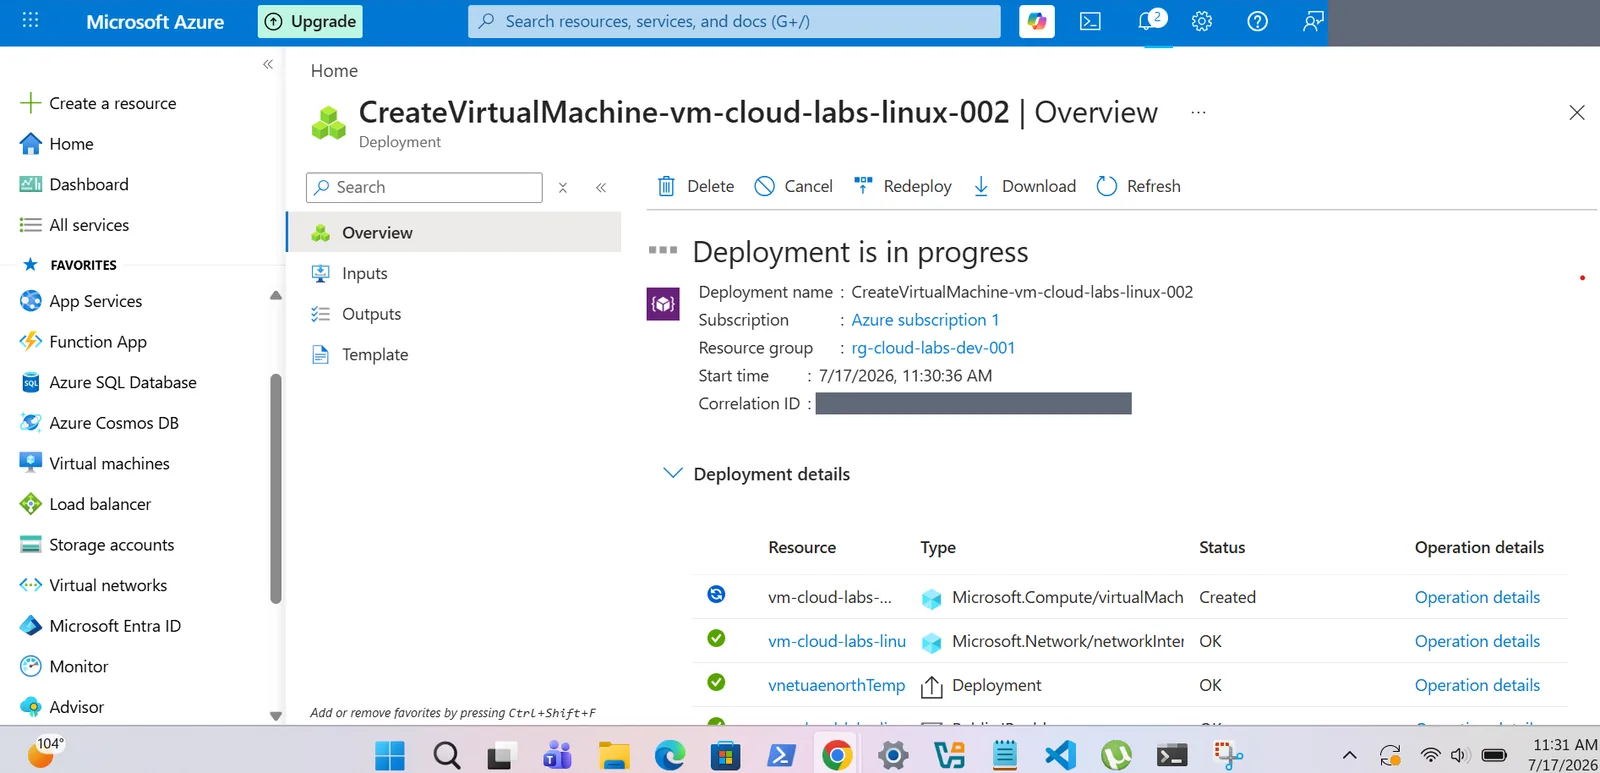 Microsoft Azure
Upgrade
Search resources, services, and docs (G+/)
2
Create a resource
Home
Dashboard
All services
FAVORITES
App Services
Function App
Azure SQL Database
Azure Cosmos DB
Virtual machines
Load balancer
Storage accounts
Virtual networks
Microsoft Entra ID
Monitor
Advisor
Home
CreateVirtualMachine-vm-cloud-labs-linux-002 | Overview
Deployment
Search
Overview
Inputs
Outputs
Template
Add or remove favorites by pressing Ctrl+Shift+F
Delete Cancel Redeploy Download Refresh
Deployment is in progress
Deployment name : CreateVirtualMachine-vm-cloud-labs-linux-002
Subscription : Azure subscription 1
Resource group : rg-cloud-labs-dev-001
Start time : 7/17/2026, 11:30:36 AM
Correlation ID :
Deployment details
Resource Type Status Operation details
vm-cloud-labs-... Microsoft.Compute/virtualMach Created Operation details
vm-cloud-labs-linu Microsoft.Network/networkInter OK Operation details
vnetuaenorthTemp Deployment OK Operation details
104°
11:31 AM
7/17/2026